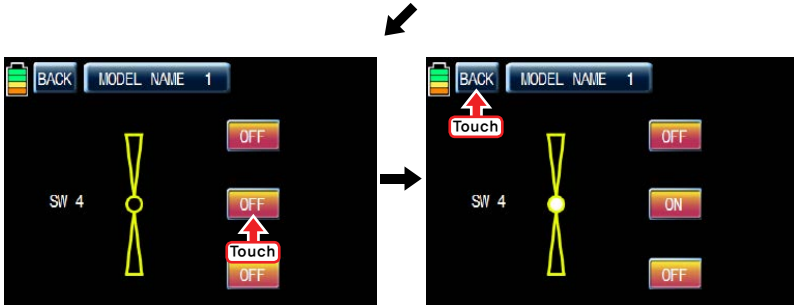 BACK MODEL NAME 1
OFF
SW 4 OFF
Touch
OFF
BACK MODEL NAME 1
Touch
OFF
SW 4 ON
OFF